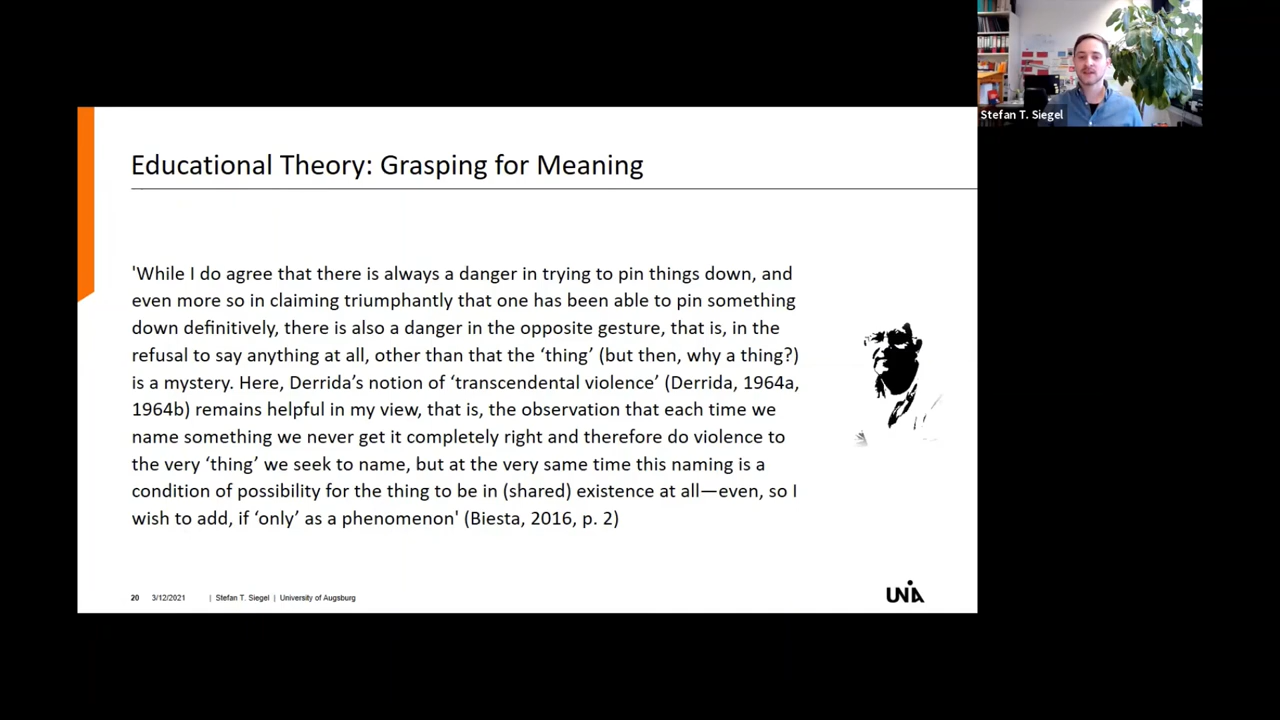 Stefan T. Siegel
Educational Theory: Grasping for Meaning
'While I do agree that there is always a danger in trying to pin things down, and
even more so in claiming triumphantly that one has been able to pin something
down definitively, there is also a danger in the opposite gesture, that is, in the
refusal to say anything at all, other than that the ‘thing’ (but then, why a thing?)
is a mystery. Here, Derrida’s notion of ‘transcendental violence’ (Derrida, 1964a,
1964b) remains helpful in my view, that is, the observation that each time we
name something we never get it completely right and therefore do violence to
the very ‘thing’ we seek to name, but at the very same time this naming is a
condition of possibility for the thing to be in (shared) existence at all—even, so I
wish to add, if ‘only’ as a phenomenon' (Biesta, 2016, p. 2)
20 3/12/2021 | Stefan T. Siegel | University of Augsburg
UNIA